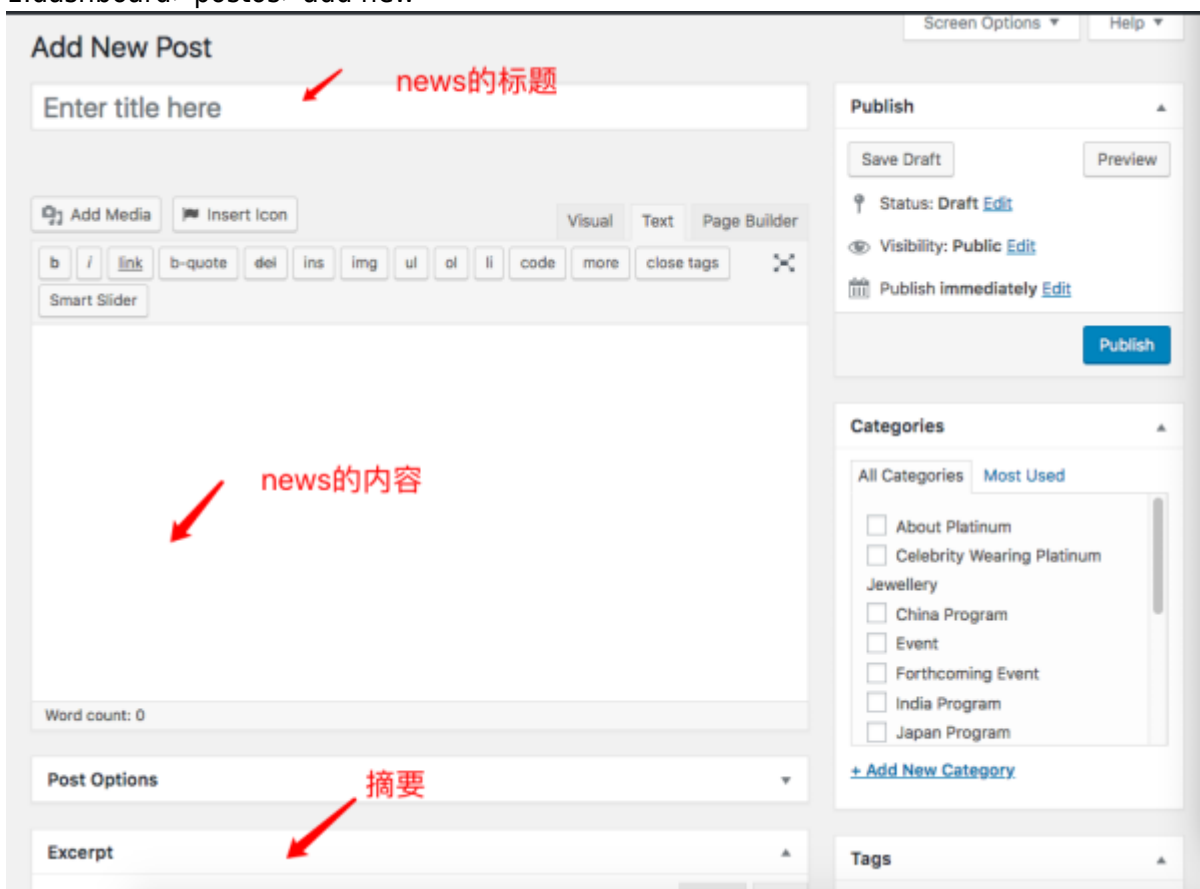 Screen Options Help
Add New Post
news的标题
Enter title here
Add Media Insert Icon
Visual Text Page Builder
b i link b-quote del ins img ul ol li code more close tags
Smart Slider
news的内容
Word count: 0
Post Options
摘要
Excerpt
Publish
Save Draft Preview
Status: Draft Edit
Visibility: Public Edit
Publish immediately Edit
Publish
Categories
All Categories Most Used
About Platinum
Celebrity Wearing Platinum
Jewellery
China Program
Event
Forthcoming Event
India Program
Japan Program
+ Add New Category
Tags